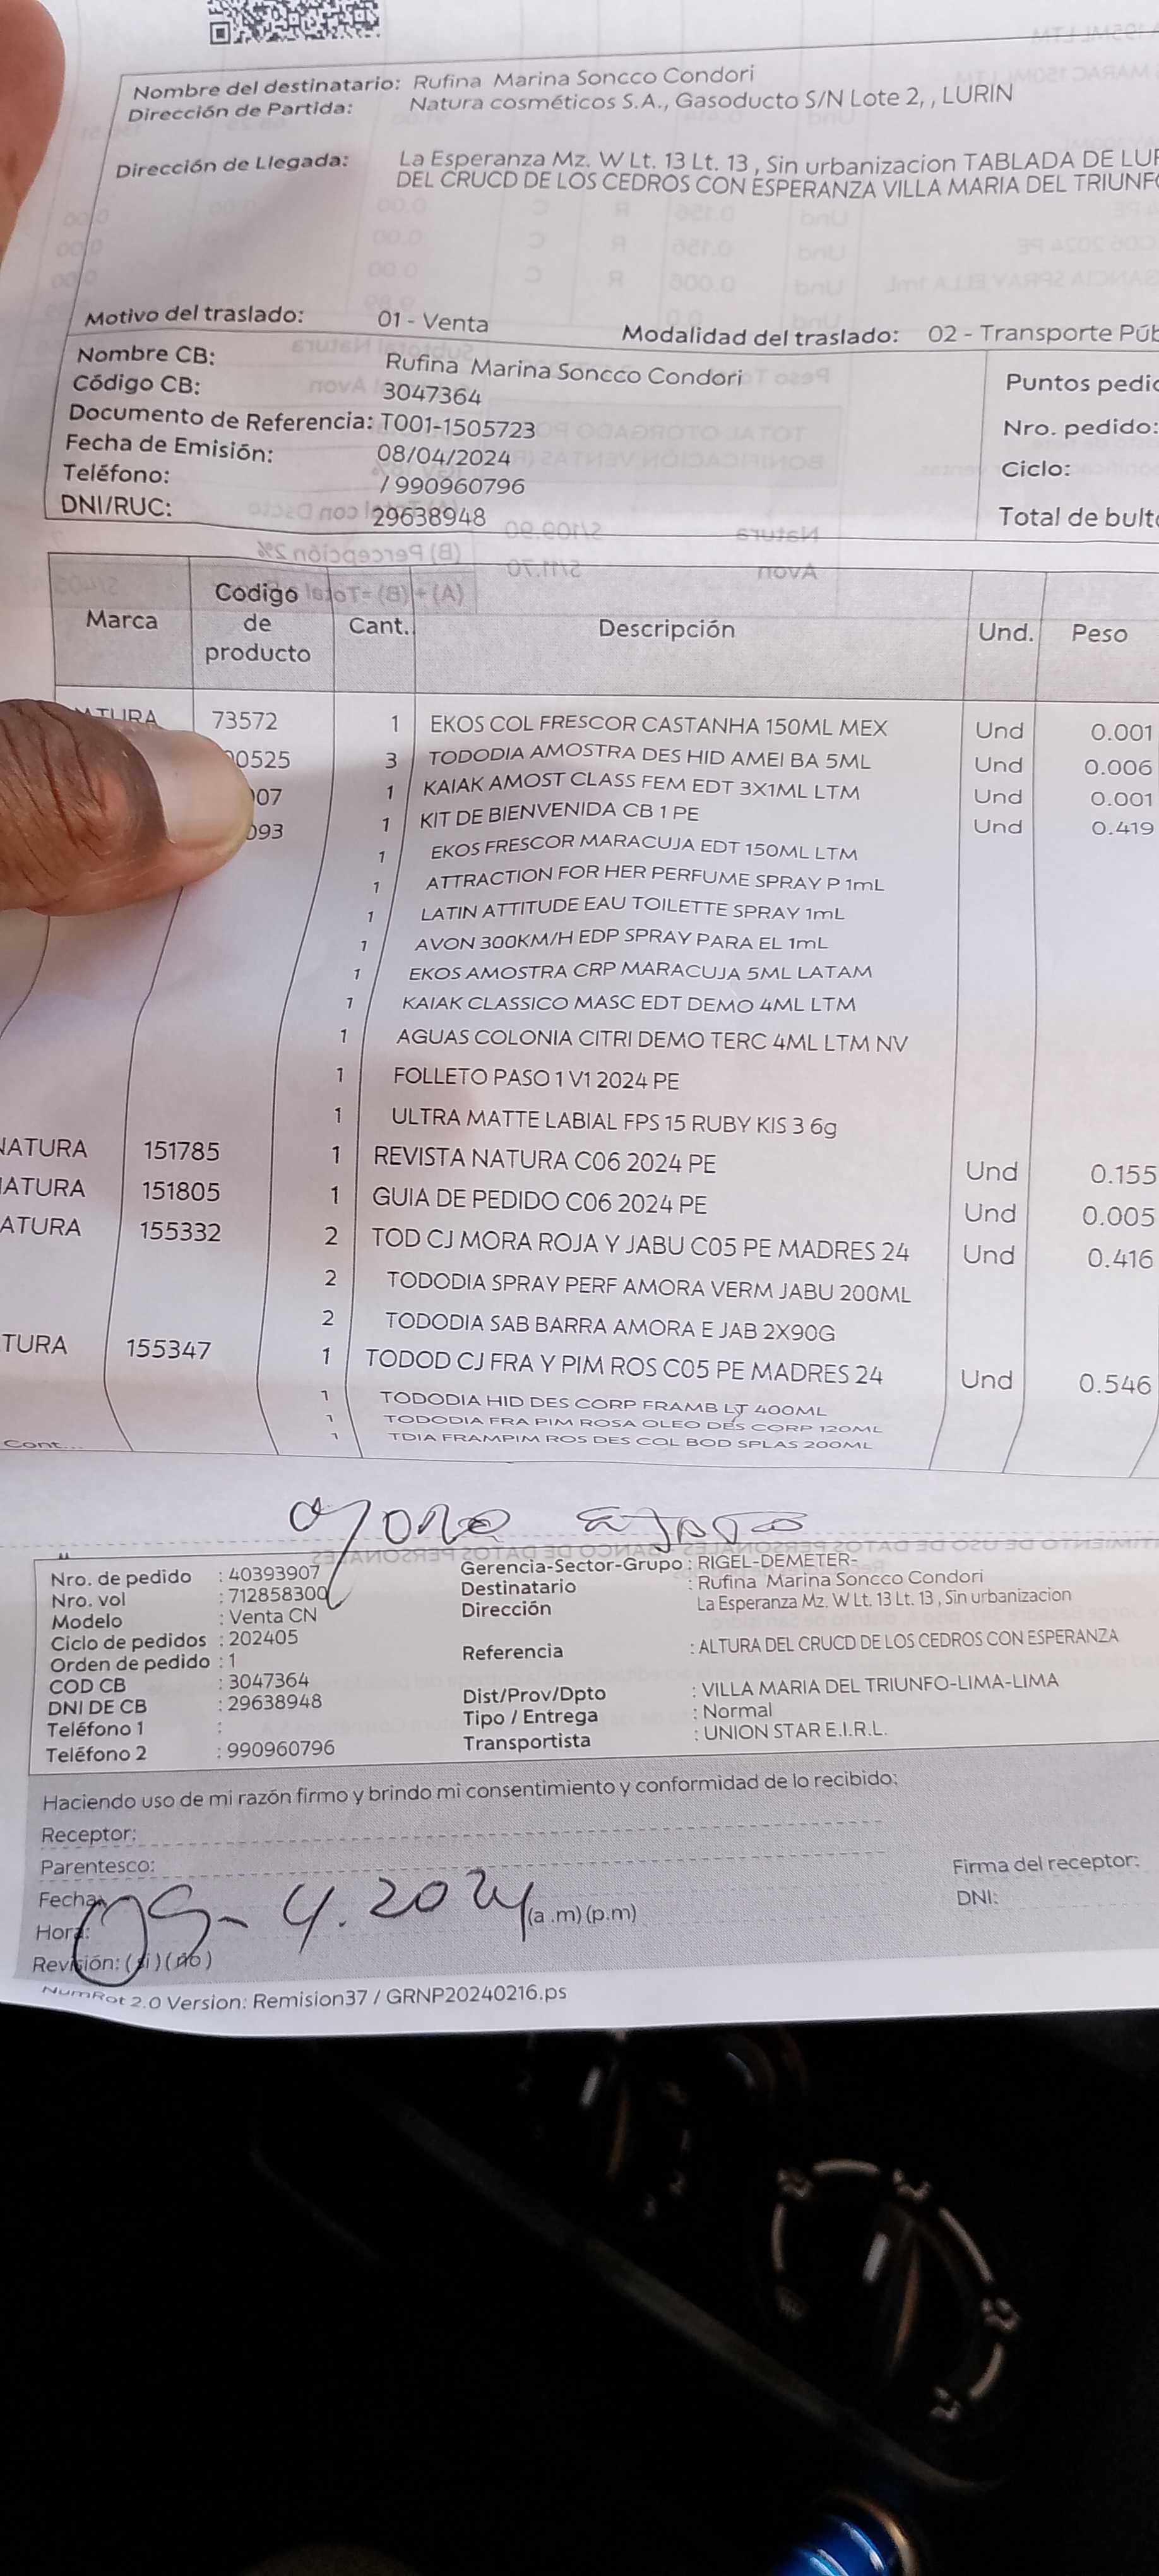 Nombre del destinatario: Rufina Marina Soncco Condori
Dirección de Partida: Natura cosméticos S.A., Gasoducto S/N Lote 2, , LURIN
Dirección de Llegada: La Esperanza Mz. W Lt. 13 Lt. 13 , Sin urbanizacion TABLADA DE LUR
DEL CRUCD DE LOS CEDROS CON ESPERANZA VILLA MARIA DEL TRIUNFO
Motivo del traslado: 01 - Venta Modalidad del traslado: 02 - Transporte Púb
Nombre CB: Rufina Marina Soncco Condori Puntos pedid
Código CB: 3047364
Documento de Referencia: T001-1505723 Nro. pedido:
Fecha de Emisión: 08/04/2024 Ciclo:
Teléfono: / 990960796
DNI/RUC: 29638948 Total de bulto
Marca Codigo de producto Cant. Descripción Und. Peso
NATURA 73572 1 EKOS COL FRESCOR CASTANHA 150ML MEX Und 0.001
0525 3 TODODIA AMOSTRA DES HID AMEI BA 5ML Und 0.006
07 1 KAIAK AMOST CLASS FEM EDT 3X1ML LTM Und 0.001
093 1 KIT DE BIENVENIDA CB 1 PE Und 0.419
1 EKOS FRESCOR MARACUJA EDT 150ML LTM
1 ATTRACTION FOR HER PERFUME SPRAY P 1mL
1 LATIN ATTITUDE EAU TOILETTE SPRAY 1mL
1 AVON 300KM/H EDP SPRAY PARA EL 1mL
1 EKOS AMOSTRA CRP MARACUJA 5ML LATAM
1 KAIAK CLASSICO MASC EDT DEMO 4ML LTM
1 AGUAS COLONIA CITRI DEMO TERC 4ML LTM NV
1 FOLLETO PASO 1 V1 2024 PE
1 ULTRA MATTE LABIAL FPS 15 RUBY KIS 3 6g
NATURA 151785 1 REVISTA NATURA C06 2024 PE Und 0.155
NATURA 151805 1 GUIA DE PEDIDO C06 2024 PE Und 0.005
ATURA 155332 2 TOD CJ MORA ROJA Y JABU C05 PE MADRES 24 Und 0.416
2 TODODIA SPRAY PERF AMORA VERM JABU 200ML
2 TODODIA SAB BARRA AMORA E JAB 2X90G
TURA 155347 1 TODOD CJ FRA Y PIM ROS C05 PE MADRES 24 Und 0.546
1 TODODIA HID DES CORP FRAMB LT 400ML
1 TODODIA FRA PIM ROSA OLEO DES CORP 120ML
1 TDIA FRAMPIM ROS DES COL BOD SPLAS 200ML
Cont...
Nro. de pedido : 40393907 Gerencia-Sector-Grupo : RIGEL-DEMETER-
Nro. vol : 712858300 Destinatario : Rufina Marina Soncco Condori
Modelo : Venta CN Dirección La Esperanza Mz. W Lt. 13 Lt. 13 , Sin urbanizacion
Ciclo de pedidos : 202405
Orden de pedido : 1 Referencia : ALTURA DEL CRUCD DE LOS CEDROS CON ESPERANZA
COD CB : 3047364
DNI DE CB : 29638948 Dist/Prov/Dpto : VILLA MARIA DEL TRIUNFO-LIMA-LIMA
Teléfono 1 : Tipo / Entrega : Normal
Teléfono 2 : 990960796 Transportista : UNION STAR E.I.R.L.
Haciendo uso de mi razón firmo y brindo mi consentimiento y conformidad de lo recibido:
Receptor:
Parentesco: Firma del receptor:
Fecha: 09-4.2024 DNI:
Hora: (a .m) (p.m)
Revisión: ( si ) ( no )
NumRot 2.0 Version: Remision37 / GRNP20240216.ps